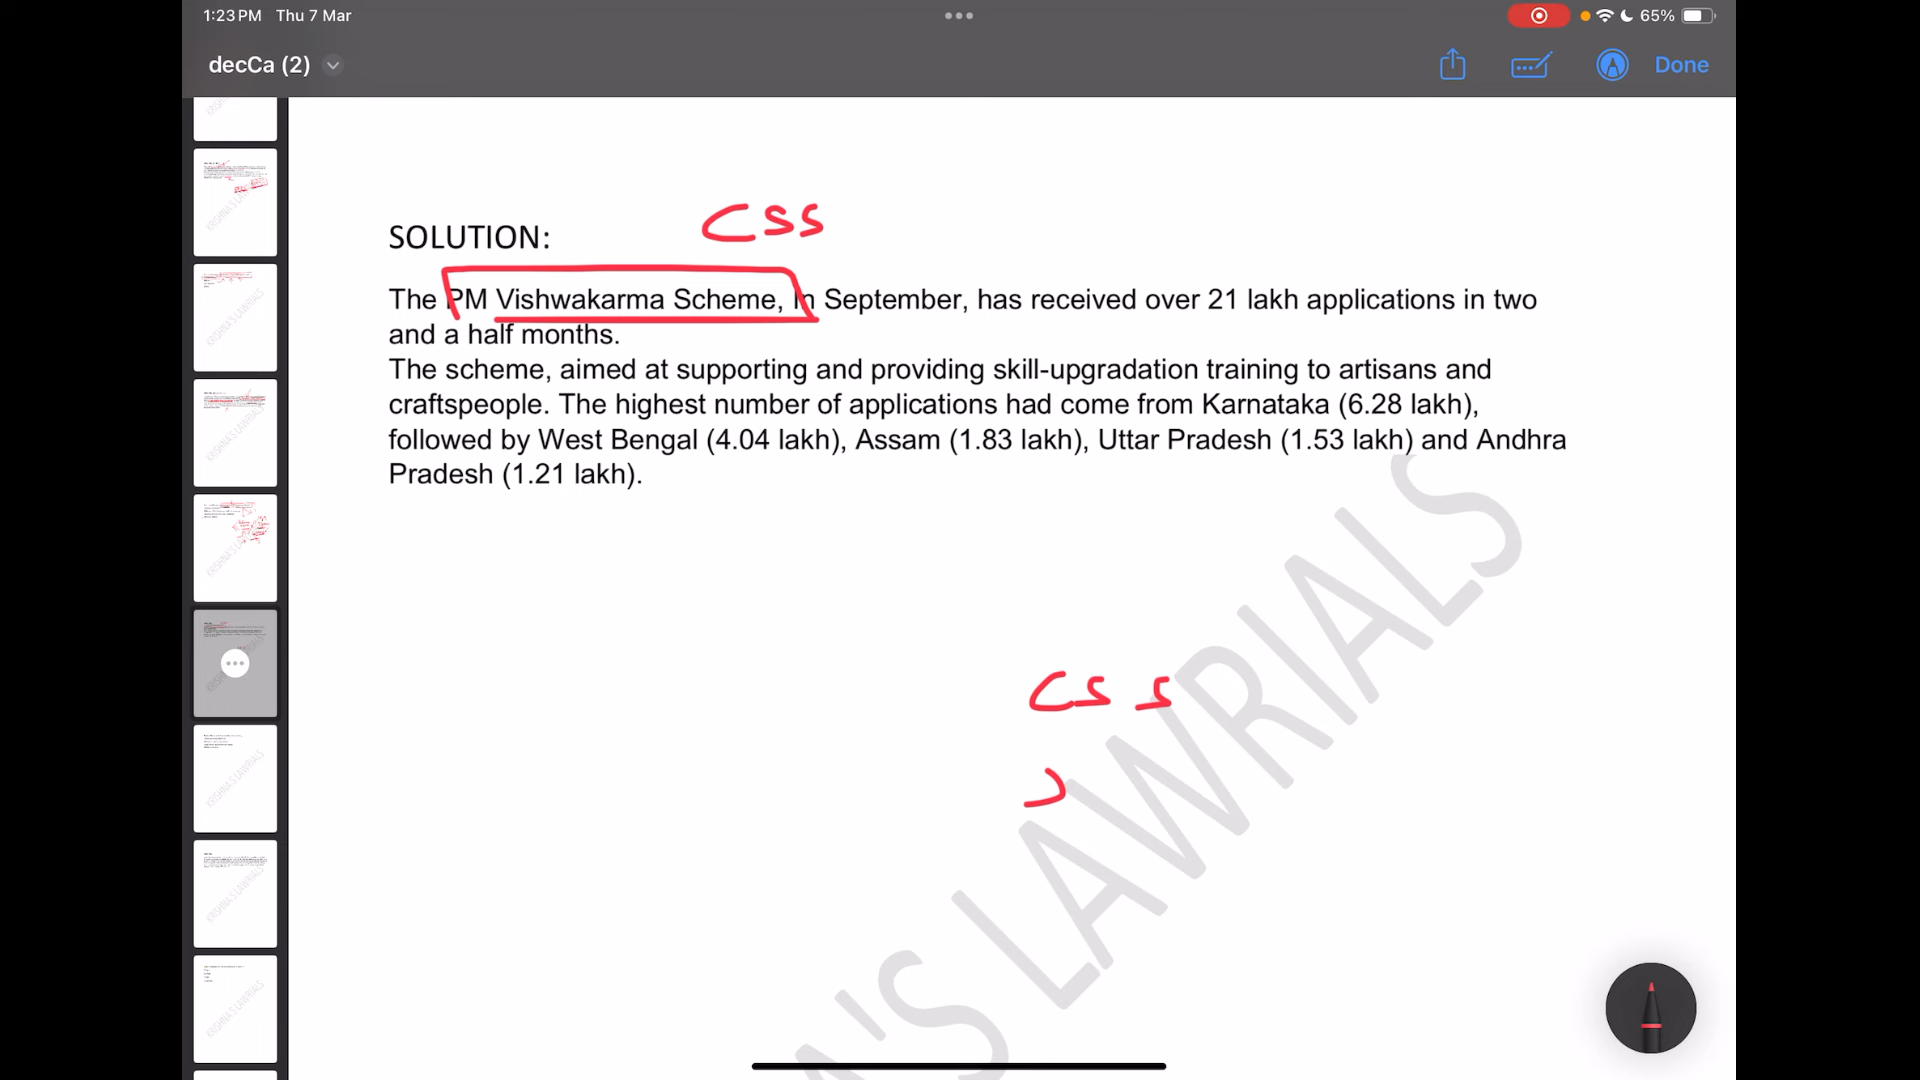 1:23 PM Thu 7 Mar
65%
decCa (2)
Done
CSS
SOLUTION:
The PM Vishwakarma Scheme, In September, has received over 21 lakh applications in two
and a half months.
The scheme, aimed at supporting and providing skill-upgradation training to artisans and
craftspeople. The highest number of applications had come from Karnataka (6.28 lakh),
followed by West Bengal (4.04 lakh), Assam (1.83 lakh), Uttar Pradesh (1.53 lakh) and Andhra
Pradesh (1.21 lakh).
CSS
A'S LAWRIALS